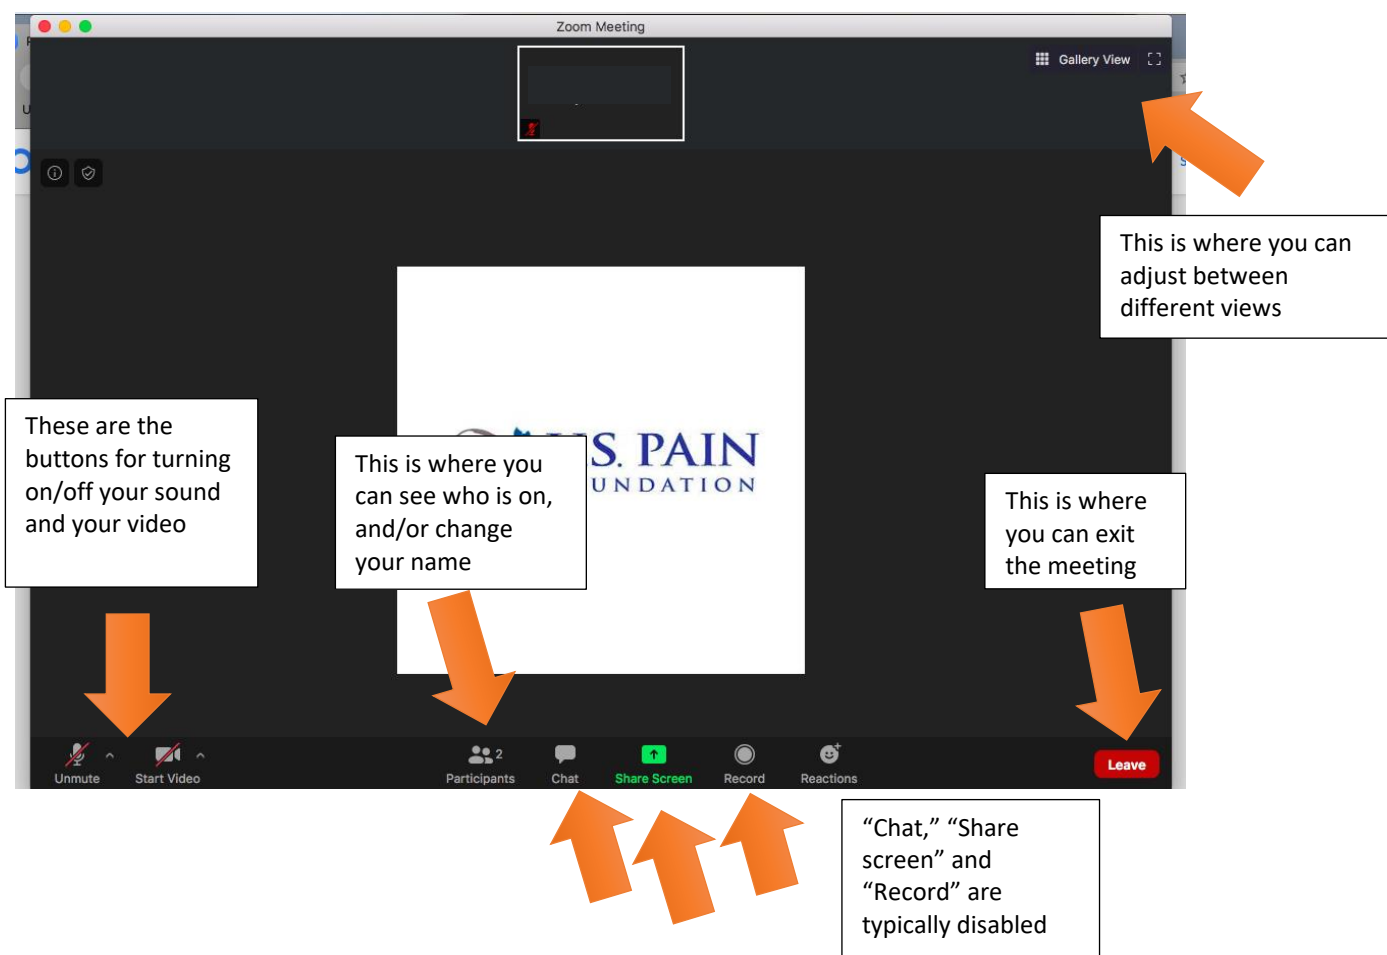 Zoom Meeting
Gallery View
This is where you can
adjust between
different views
These are the
buttons for turning
on/off your sound
and your video
This is where you
can see who is on,
and/or change
your name
S. PAIN
UNDATION
This is where
you can exit
the meeting
2
Unmute
Start Video
Participants
Chat
Share Screen
Record
Reactions
Leave
“Chat,” “Share
screen” and
“Record” are
typically disabled